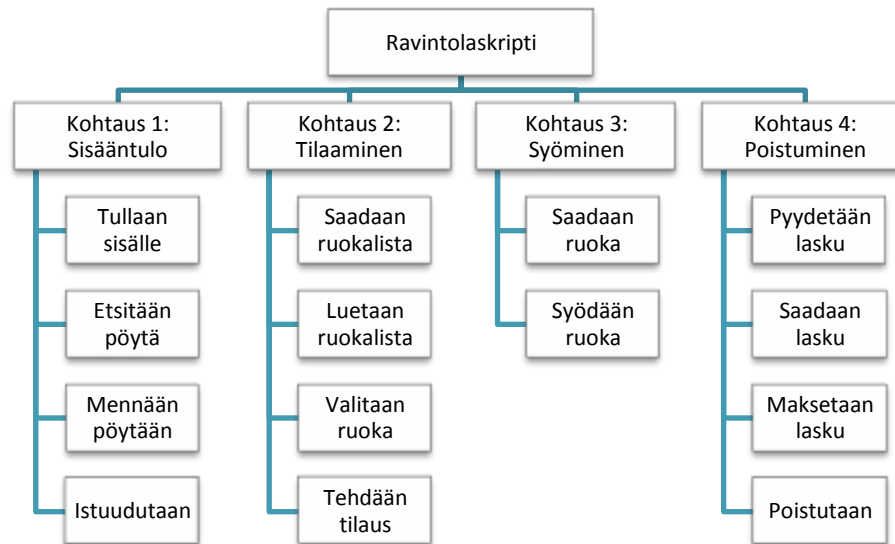 Ravintolaskripti
Kohtaus 1:
Sisääntulo
Tullaan
sisälle
Etsitään
pöytä
Mennään
pöytään
Istuudutaan
Kohtaus 2:
Tilaaminen
Saadaan
ruokalista
Luetaan
ruokalista
Valitaan
ruoka
Tehdään
tilaus
Kohtaus 3:
Syöminen
Saadaan
ruoka
Syödään
ruoka
Kohtaus 4:
Poistuminen
Pyydetään
lasku
Saadaan
lasku
Maksetaan
lasku
Poistutaan